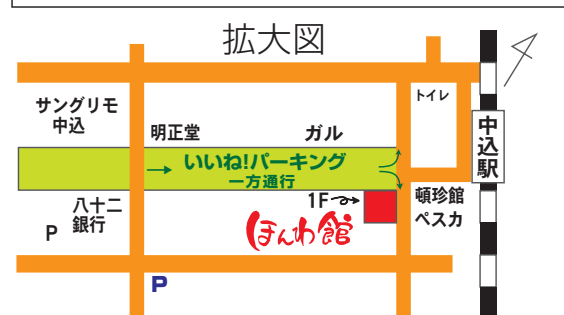 拡大図
サングリモ
中込
明正堂
ガル
トイレ
中込駅
いいね!パーキング
一方通行
八十二
銀行
P
1F
ほんわ館
頓珍館
ペスカ
P